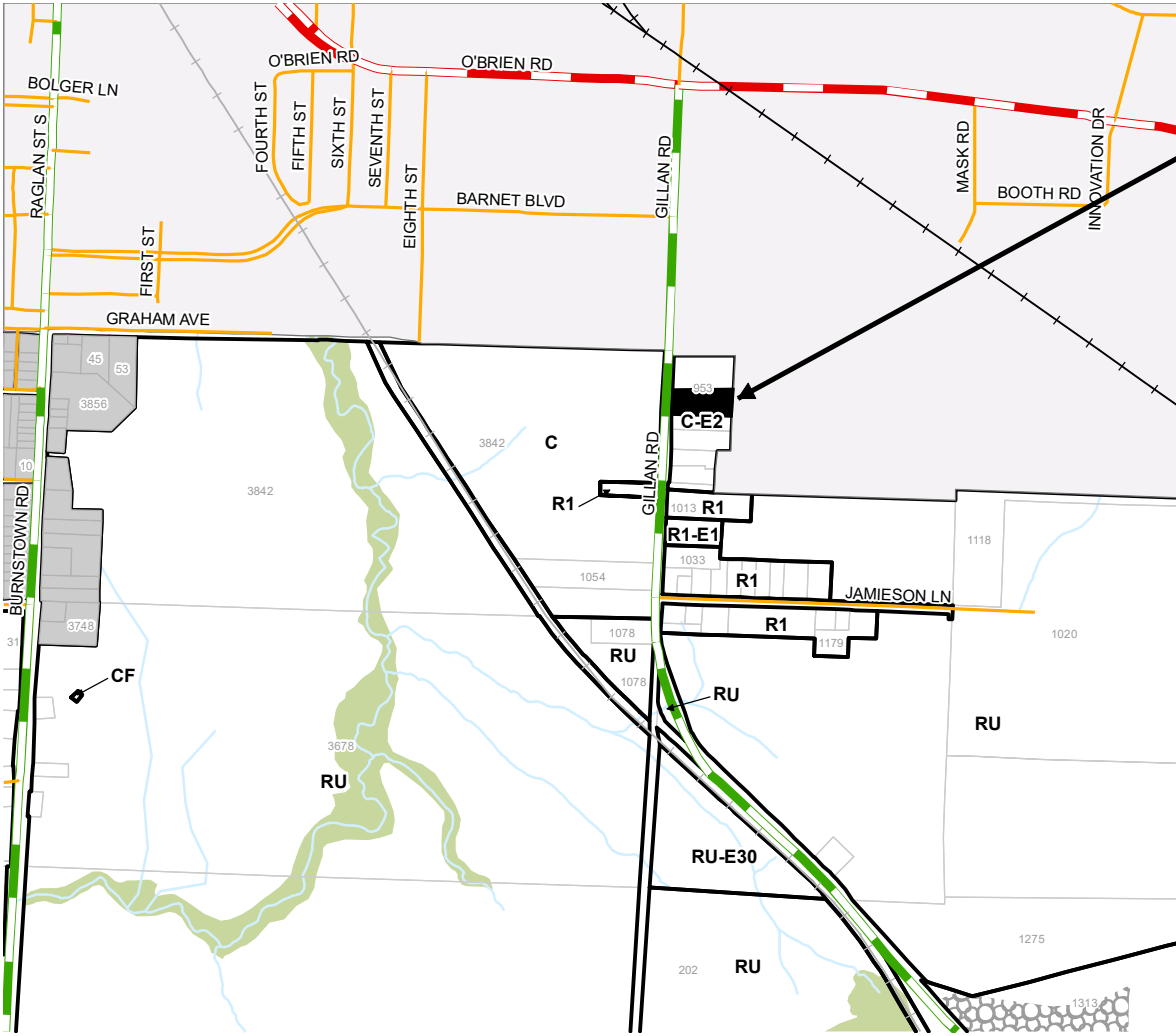 O'BRIEN RD
O'BRIEN RD
BOLGER LN
RAGLAN ST S
FOURTH ST
FIFTH ST
SIXTH ST
SEVENTH ST
EIGHTH ST
BARNET BLVD
GILLAN RD
MASK RD
BOOTH RD
INNOVATION DR
FIRST ST
GRAHAM AVE
45
53
3856
10
953
C-E2
3842
C
3842
GILLAN RD
R1
1013
R1
R1-E1
1033
1118
BURNSTOWN RD
1054
R1
JAMIESON LN
3748
31
1078
R1
1179
1020
RU
CF
1078
RU
RU
3678
RU
RU-E30
1275
202
RU
1313